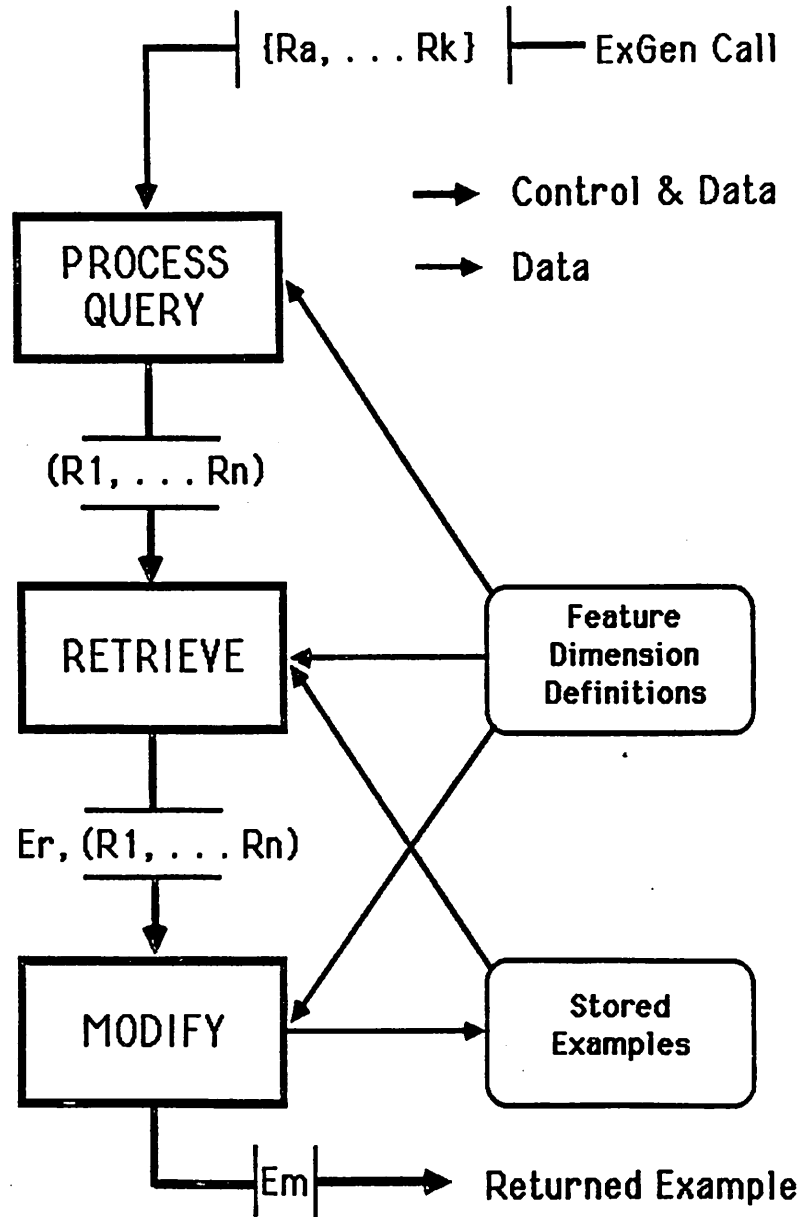 {Ra, . . . Rk} ExGen Call
Control & Data
Data
PROCESS
QUERY
(R1, . . . Rn)
RETRIEVE
Feature
Dimension
Definitions
Er, (R1, . . . Rn)
MODIFY
Stored
Examples
Em
Returned Example